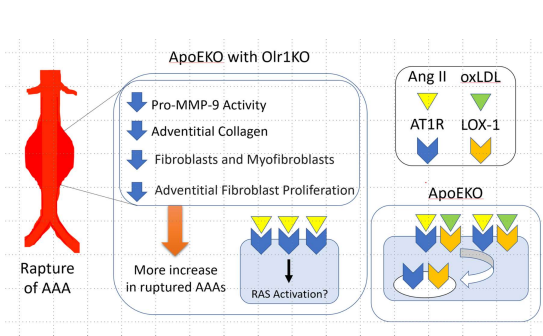 ApoEKO with Olr1KO
Pro-MMP-9 Activity
Adventitial Collagen
Fibroblasts and Myofibroblasts
Adventitial Fibroblast Proliferation
Rapture
of AAA
More increase
in ruptured AAAs
RAS Activation?
Ang II oxLDL
AT1R LOX-1
ApoEKO